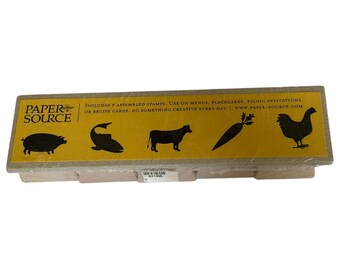 PAPER
SOURCE
INCLUDES 5 ASSEMBLED STAMPS. USE ON MENUS, PLACECARDS, PICNIC INVITATIONS,
OR RECIPE CARDS. DO SOMETHING CREATIVE EVERY DAY. | WWW.PAPER-SOURCE.COM